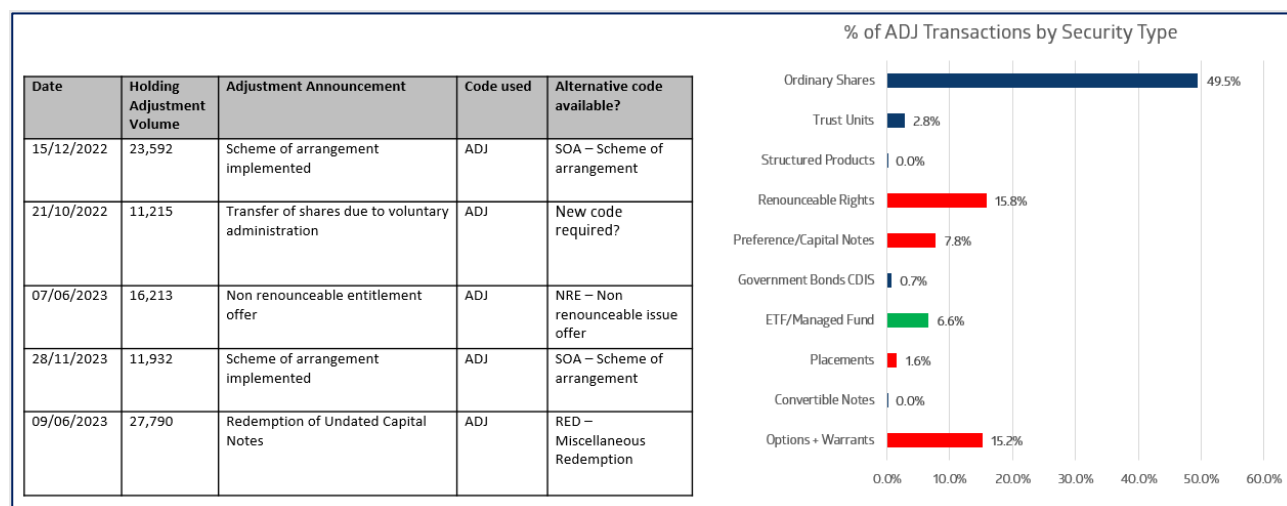 % of ADJ Transactions by Security Type
Date
Holding
Adjustment
Volume
Adjustment Announcement
Code used
Alternative code
available?
15/12/2022
23,592
Scheme of arrangement
implemented
ADJ
SOA – Scheme of
arrangement
21/10/2022
11,215
Transfer of shares due to voluntary
administration
ADJ
New code
required?
07/06/2023
16,213
Non renounceable entitlement
offer
ADJ
NRE – Non
renounceable issue
offer
28/11/2023
11,932
Scheme of arrangement
implemented
ADJ
SOA – Scheme of
arrangement
09/06/2023
27,790
Redemption of Undated Capital
Notes
ADJ
RED –
Miscellaneous
Redemption
Ordinary Shares
49.5%
Trust Units
2.8%
Structured Products
0.0%
Renounceable Rights
15.8%
Preference/Capital Notes
7.8%
Government Bonds CDIS
0.7%
ETF/Managed Fund
6.6%
Placements
1.6%
Convertible Notes
0.0%
Options + Warrants
15.2%
0.0% 10.0% 20.0% 30.0% 40.0% 50.0% 60.0%